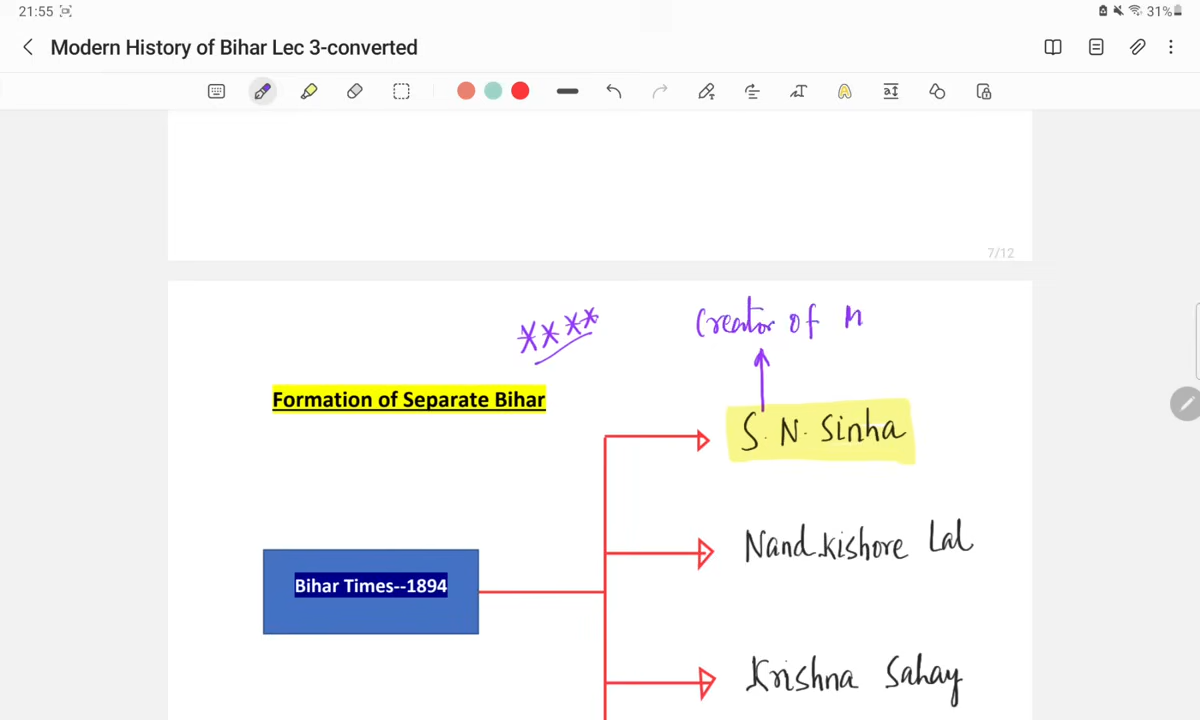 21:55 31%
Modern History of Bihar Lec 3-converted
7/12
Creator of M
Formation of Separate Bihar
S. N. Sinha
Nand kishore Lal
Bihar Times--1894
Krishna Sahay